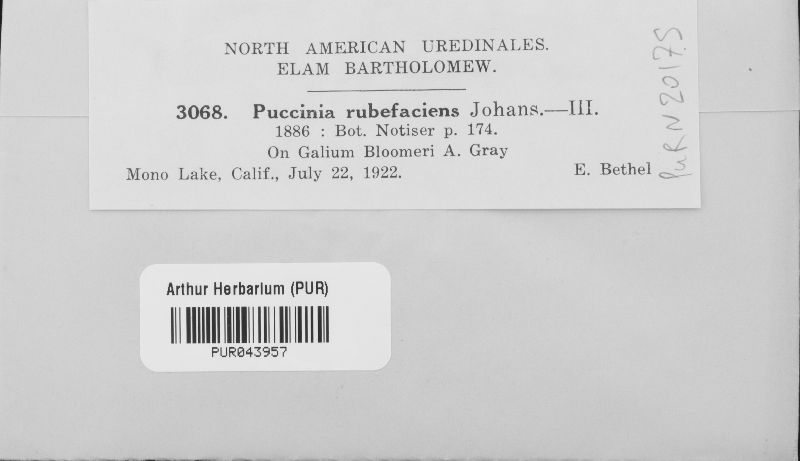 NORTH AMERICAN UREDINALES.
ELAM BARTHOLOMEW.
3068. Puccinia rubefaciens Johans.—III.
1886 : Bot. Notiser p. 174.
On Galium Bloomeri A. Gray
Mono Lake, Calif., July 22, 1922. E. Bethel
PUR N20175
Arthur Herbarium (PUR)
PUR043957